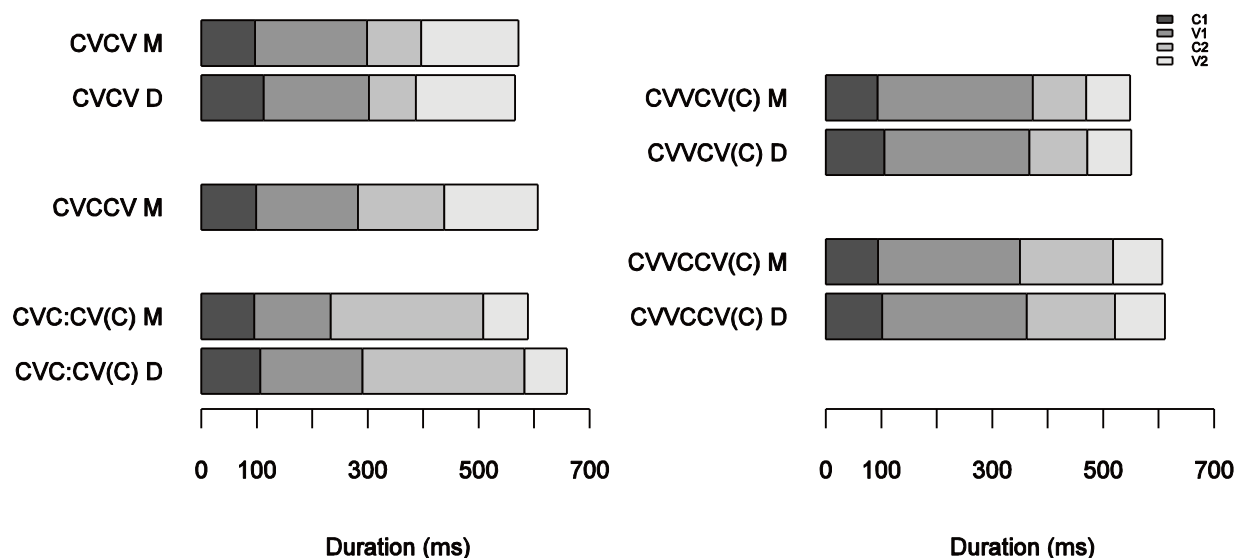 CVCV M
CVCV D
CVCCV M
CVC:CV(C) M
CVC:CV(C) D
0 100 300 500 700
Duration (ms)
C1
V1
C2
V2
CVVCV(C) M
CVVCV(C) D
CVVCCV(C) M
CVVCCV(C) D
0 100 300 500 700
Duration (ms)